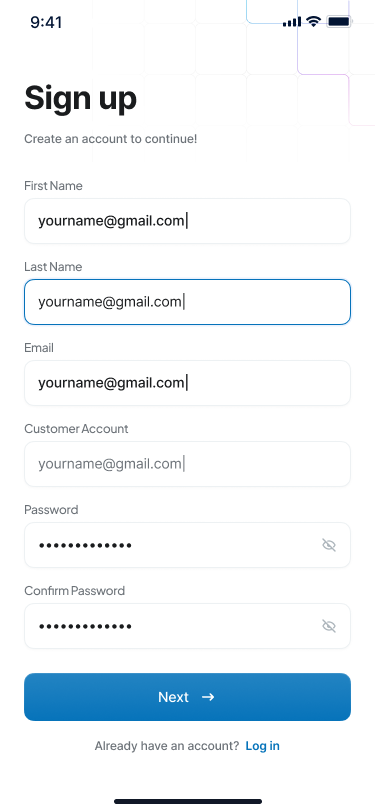 9:41
Sign up
Create an account to continue!
First Name
yourname@gmail.com|
Last Name
yourname@gmail.com|
Email
yourname@gmail.com|
Customer Account
yourname@gmail.com|
Password
•••••••••••••
Confirm Password
•••••••••••••
Next →
Already have an account? Log in